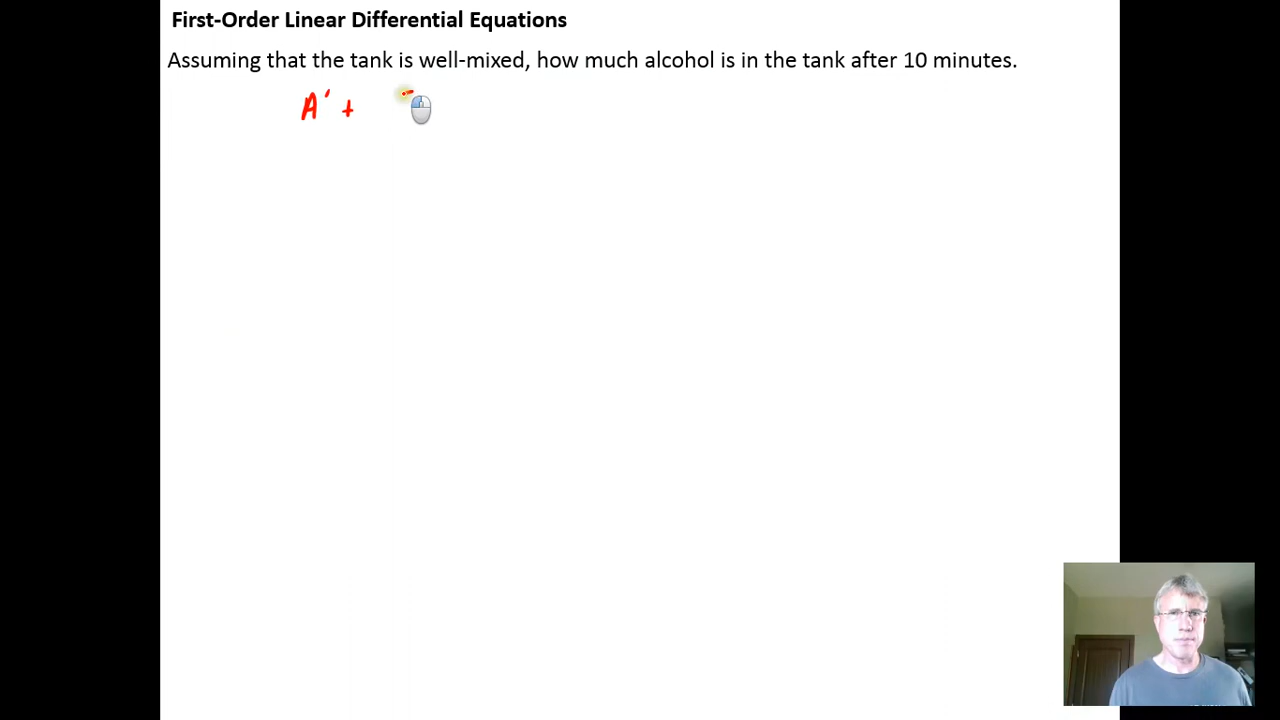 First-Order Linear Differential Equations
Assuming that the tank is well-mixed, how much alcohol is in the tank after 10 minutes.
A′ +